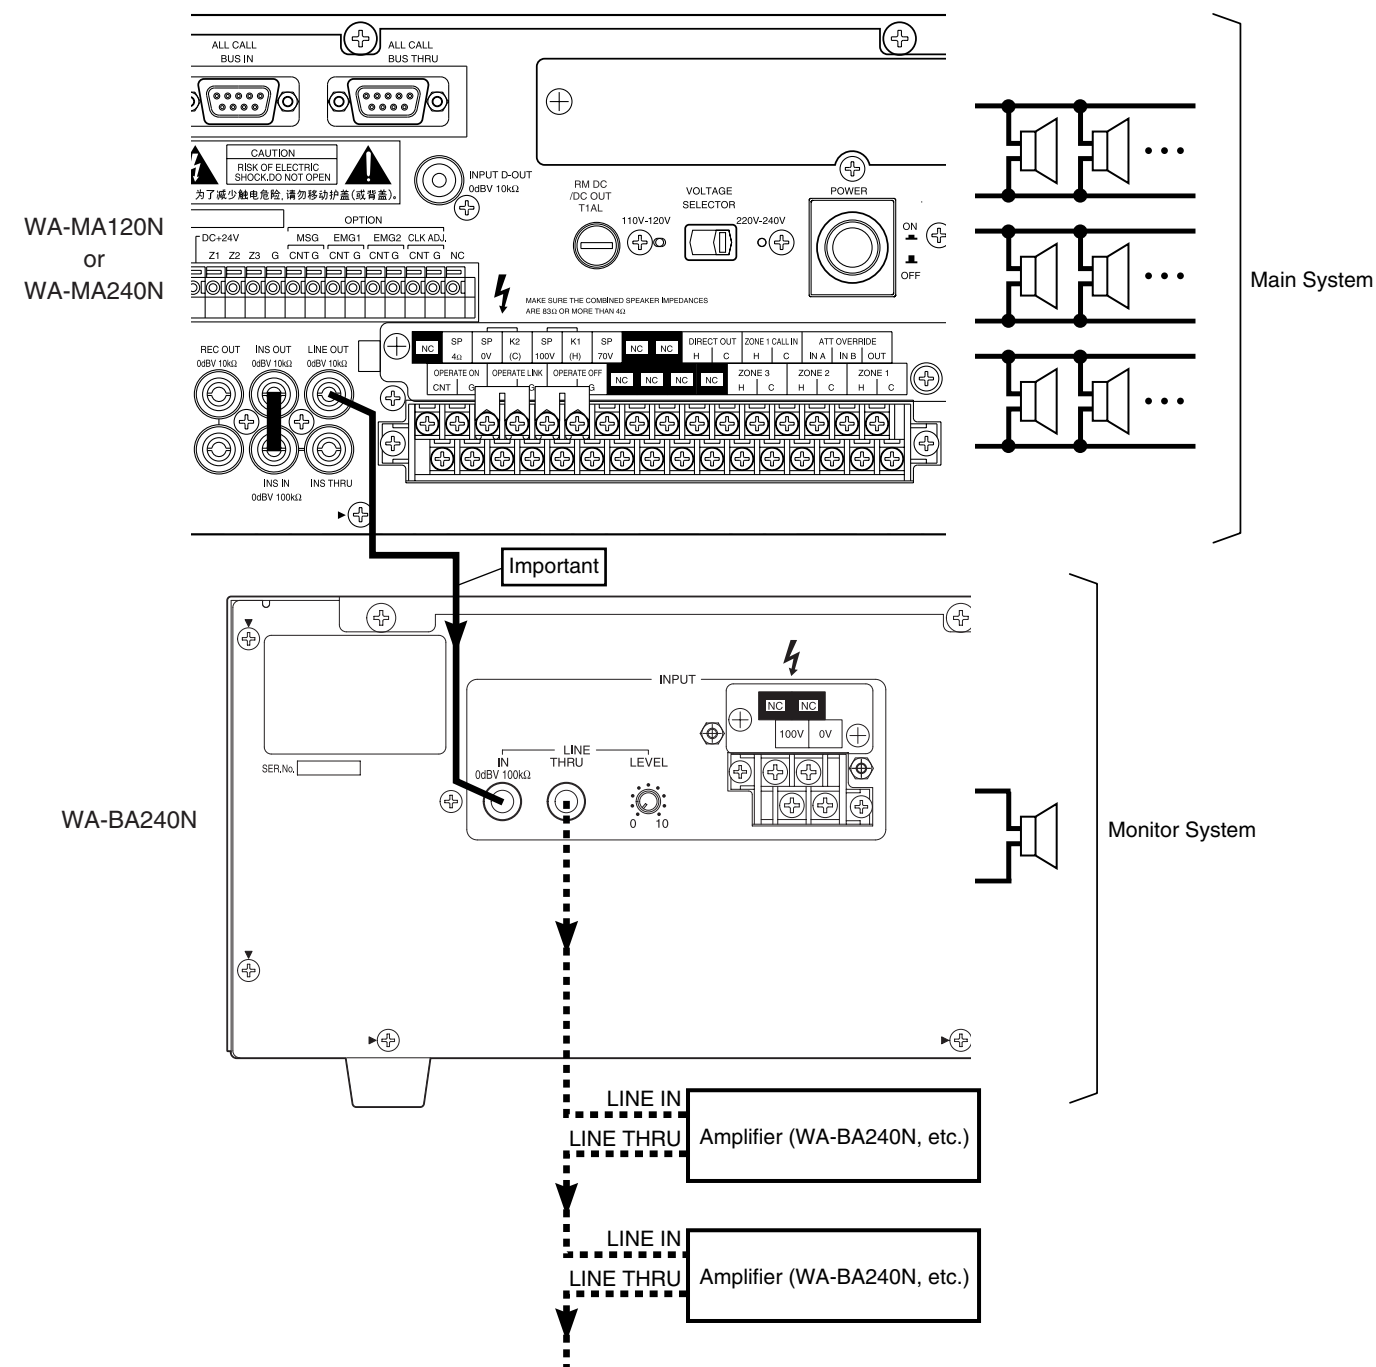 ALL CALL
BUS IN
ALL CALL
BUS THRU
CAUTION
RISK OF ELECTRIC
SHOCK.DO NOT OPEN
为了减少触电危险,请勿移动护盖(或背盖)。
INPUT D-OUT
0dBV 10kΩ
RM DC
/DC OUT
T1AL
VOLTAGE
SELECTOR
110V-120V
220V-240V
POWER
ON
OFF
WA-MA120N
or
WA-MA240N
OPTION
DC+24V
MSG EMG1 EMG2 CLK ADJ.
Z1 Z2 Z3 G CNT G CNT G CNT G CNT G NC
MAKE SURE THE COMBINED SPEAKER IMPEDANCES
ARE 83Ω OR MORE THAN 4Ω
Main System
NC
SP
4Ω
SP
0V
K2
(C)
SP
100V
K1
(H)
SP
70V
NC NC
DIRECT OUT
H C
ZONE 1 CALL IN
H C
ATT OVERRIDE
IN A IN B OUT
OPERATE ON
CNT G
OPERATE LINK
G
OPERATE OFF
G
NC NC NC NC
ZONE 3
H C
ZONE 2
H C
ZONE 1
H C
REC OUT
0dBV 10kΩ
INS OUT
0dBV 10kΩ
LINE OUT
0dBV 10kΩ
INS IN
0dBV 100kΩ
INS THRU
Important
INPUT
NC NC
100V 0V
LINE
IN
0dBV 100kΩ
THRU
LEVEL
0 10
SER.No.
WA-BA240N
Monitor System
LINE IN
LINE THRU
Amplifier (WA-BA240N, etc.)
LINE IN
LINE THRU
Amplifier (WA-BA240N, etc.)